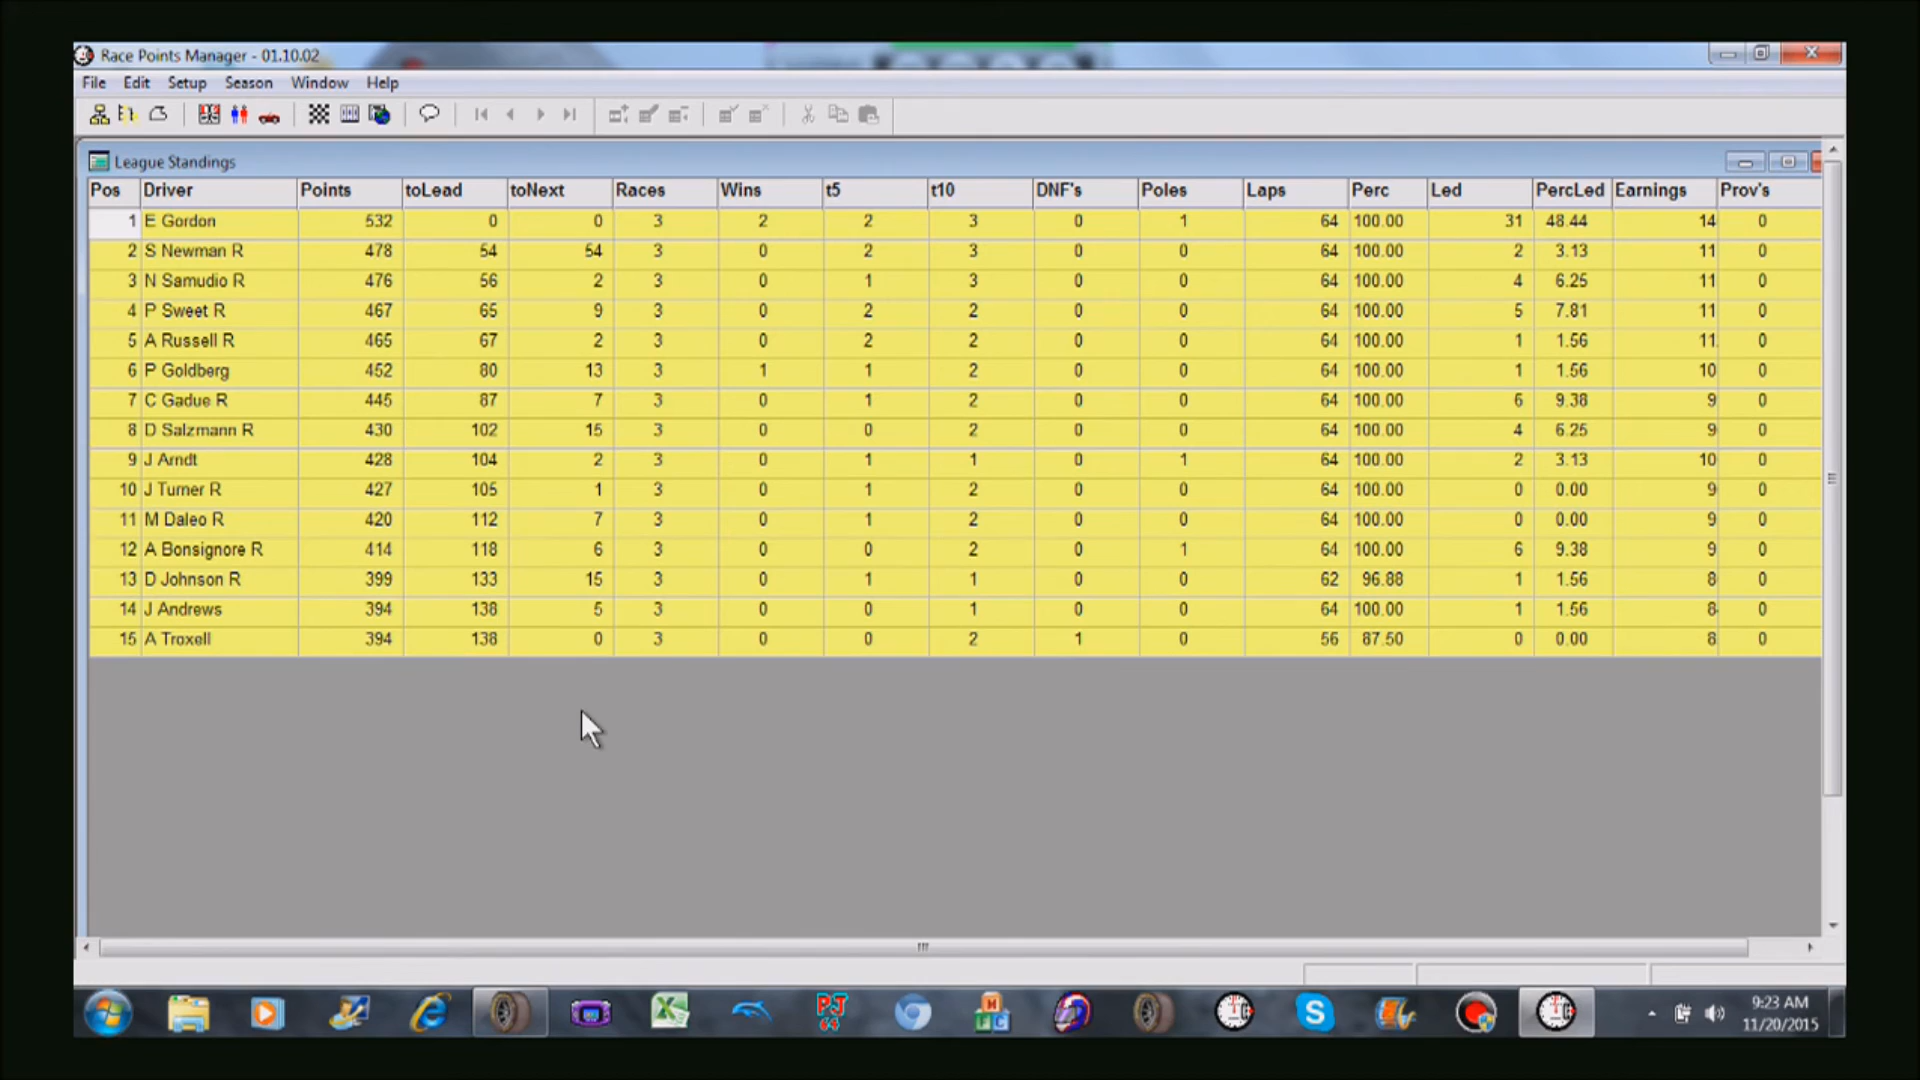 Race Points Manager - 01.10.02
File Edit Setup Season Window Help
League Standings
Pos Driver Points toLead toNext Races Wins t5 t10 DNF's Poles Laps Perc Led PercLed Earnings Prov's
1 E Gordon 532 0 0 3 2 2 3 0 1 64 100.00 31 48.44 14 0
2 S Newman R 478 54 54 3 0 2 3 0 0 64 100.00 2 3.13 11 0
3 N Samudio R 476 56 2 3 0 1 3 0 0 64 100.00 4 6.25 11 0
4 P Sweet R 467 65 9 3 0 2 2 0 0 64 100.00 5 7.81 11 0
5 A Russell R 465 67 2 3 0 2 2 0 0 64 100.00 1 1.56 11 0
6 P Goldberg 452 80 13 3 1 1 2 0 0 64 100.00 1 1.56 10 0
7 C Gadue R 445 87 7 3 0 1 2 0 0 64 100.00 6 9.38 9 0
8 D Salzmann R 430 102 15 3 0 0 2 0 0 64 100.00 4 6.25 9 0
9 J Arndt 428 104 2 3 0 1 1 0 1 64 100.00 2 3.13 10 0
10 J Turner R 427 105 1 3 0 1 2 0 0 64 100.00 0 0.00 9 0
11 M Daleo R 420 112 7 3 0 1 2 0 0 64 100.00 0 0.00 9 0
12 A Bonsignore R 414 118 6 3 0 0 2 0 1 64 100.00 6 9.38 9 0
13 D Johnson R 399 133 15 3 0 1 1 0 0 62 96.88 1 1.56 8 0
14 J Andrews 394 138 5 3 0 0 1 0 0 64 100.00 1 1.56 8 0
15 A Troxell 394 138 0 3 0 0 2 1 0 56 87.50 0 0.00 8 0
PJ
64
M
F C
9:23 AM
11/20/2015